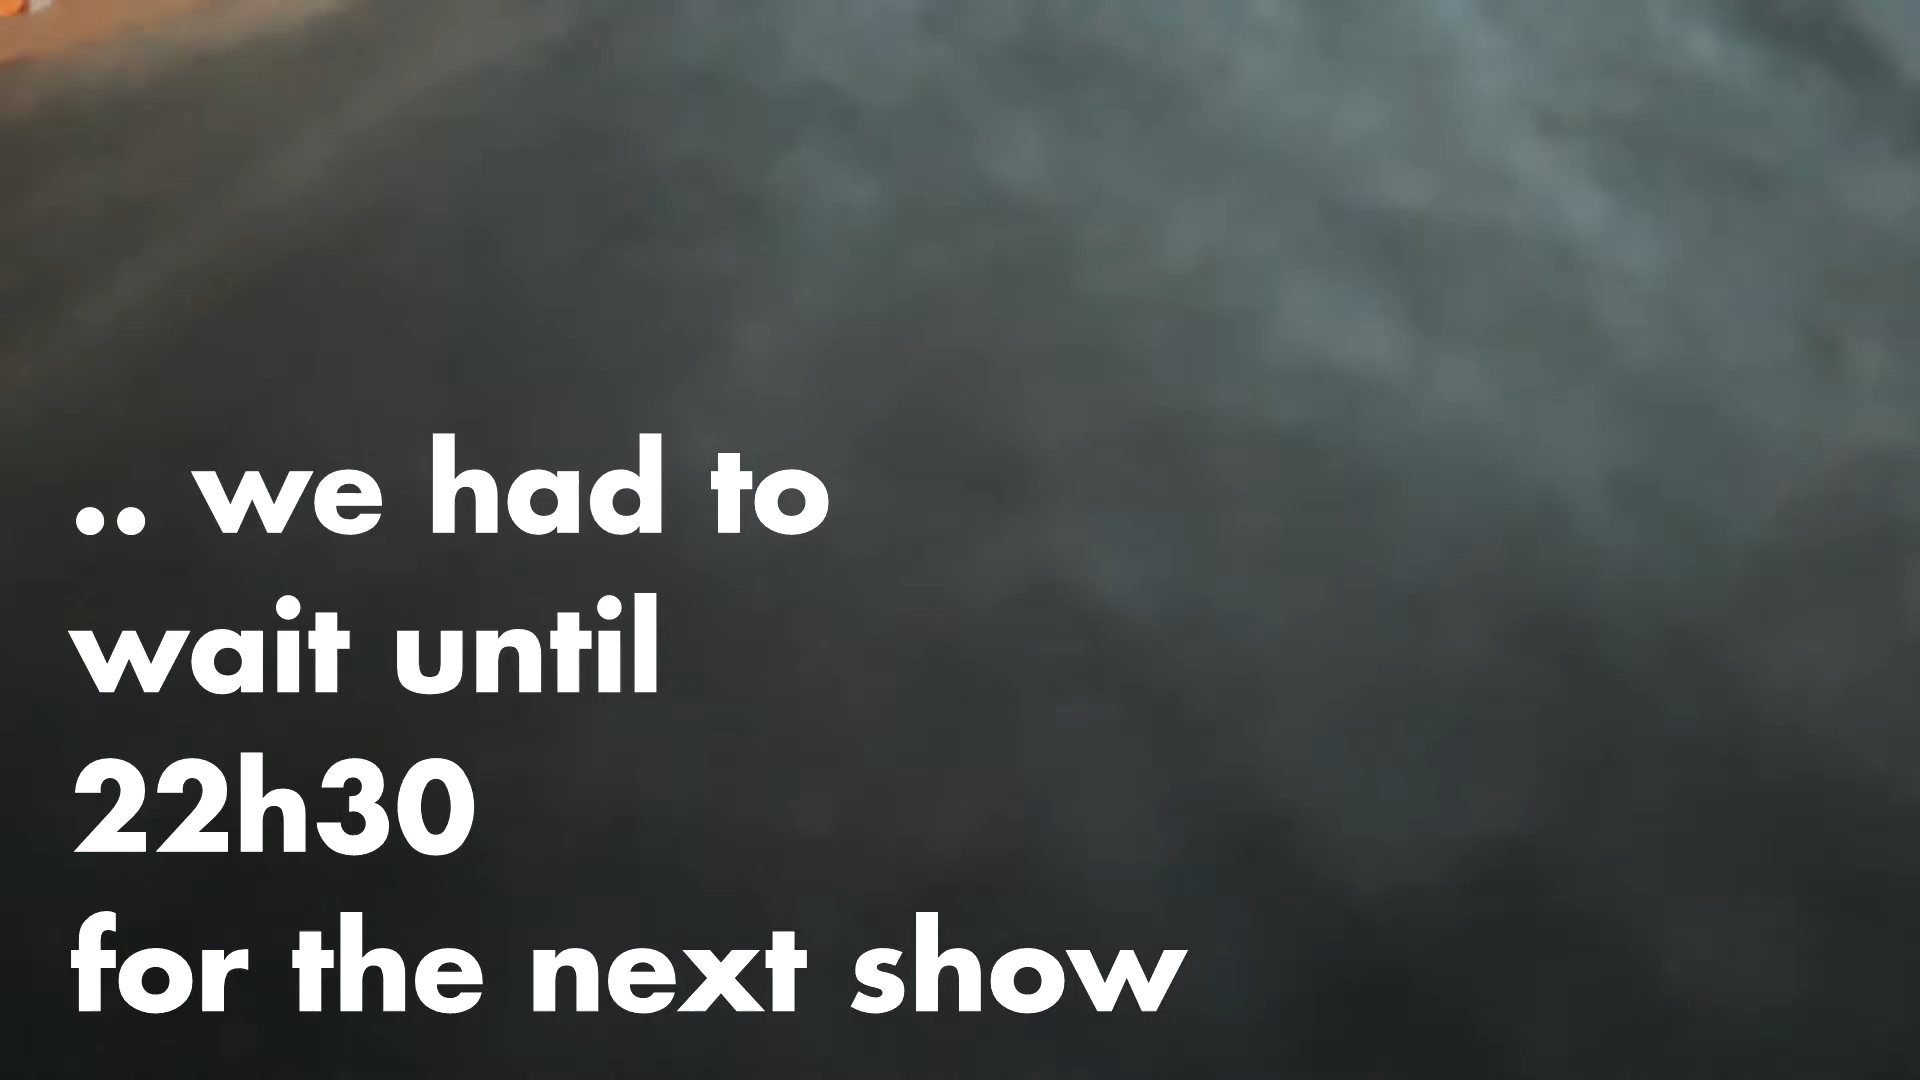 .. we had to
wait until
22h30
for the next show